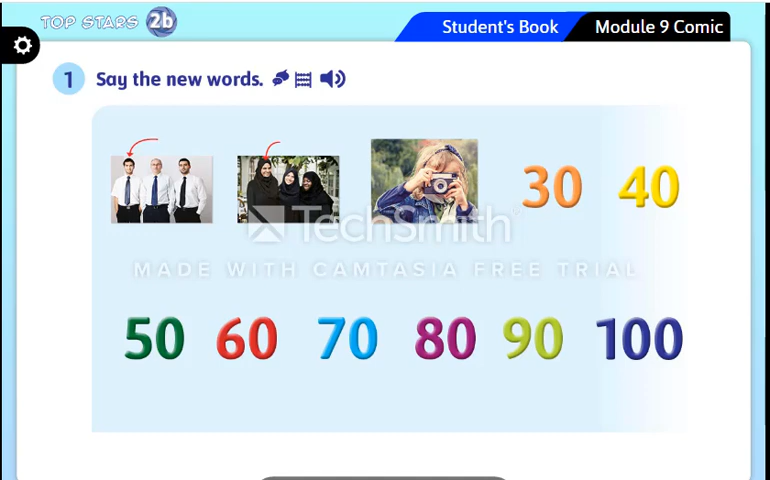 TOP STARS 2b
Student's Book Module 9 Comic
1 Say the new words.
30 40
TechSmith
MADE WITH CAMTASIA FREE TRIAL
50 60 70 80 90 100